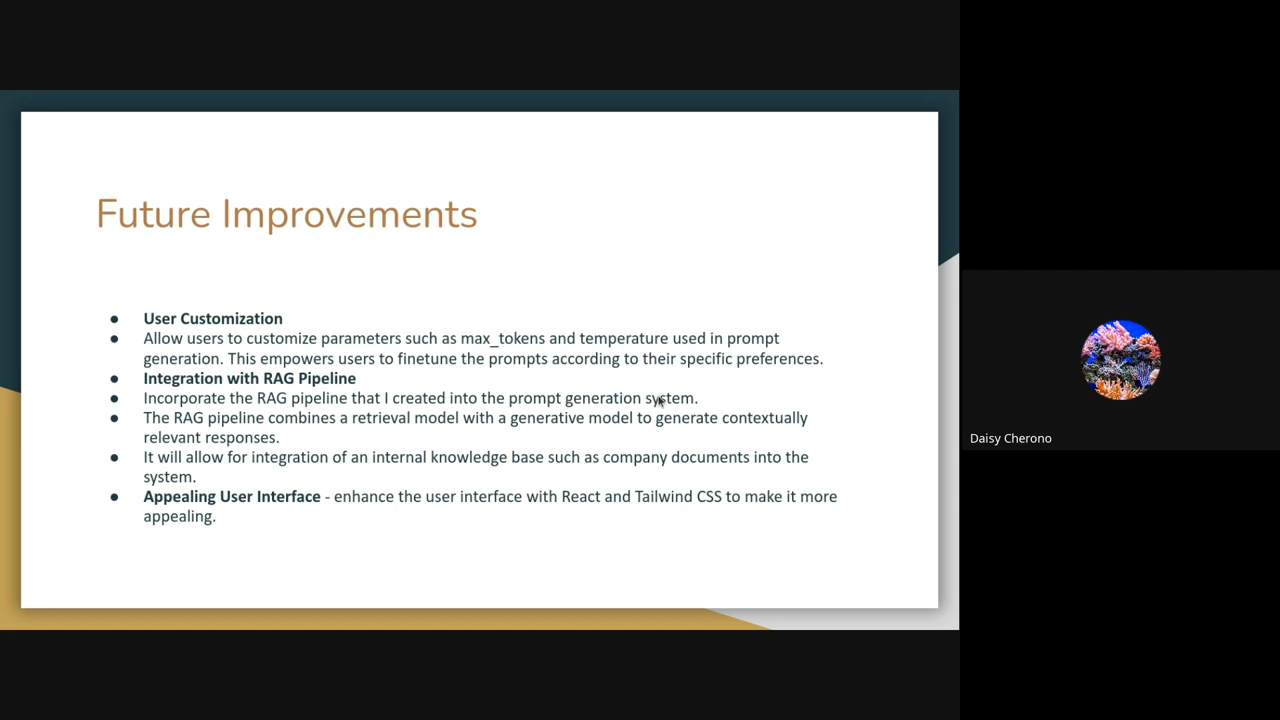 Future Improvements
● User Customization
● Allow users to customize parameters such as max_tokens and temperature used in prompt
generation. This empowers users to finetune the prompts according to their specific preferences.
● Integration with RAG Pipeline
● Incorporate the RAG pipeline that I created into the prompt generation system.
● The RAG pipeline combines a retrieval model with a generative model to generate contextually
relevant responses.
● It will allow for integration of an internal knowledge base such as company documents into the
system.
● Appealing User Interface - enhance the user interface with React and Tailwind CSS to make it more
appealing.
Daisy Cherono